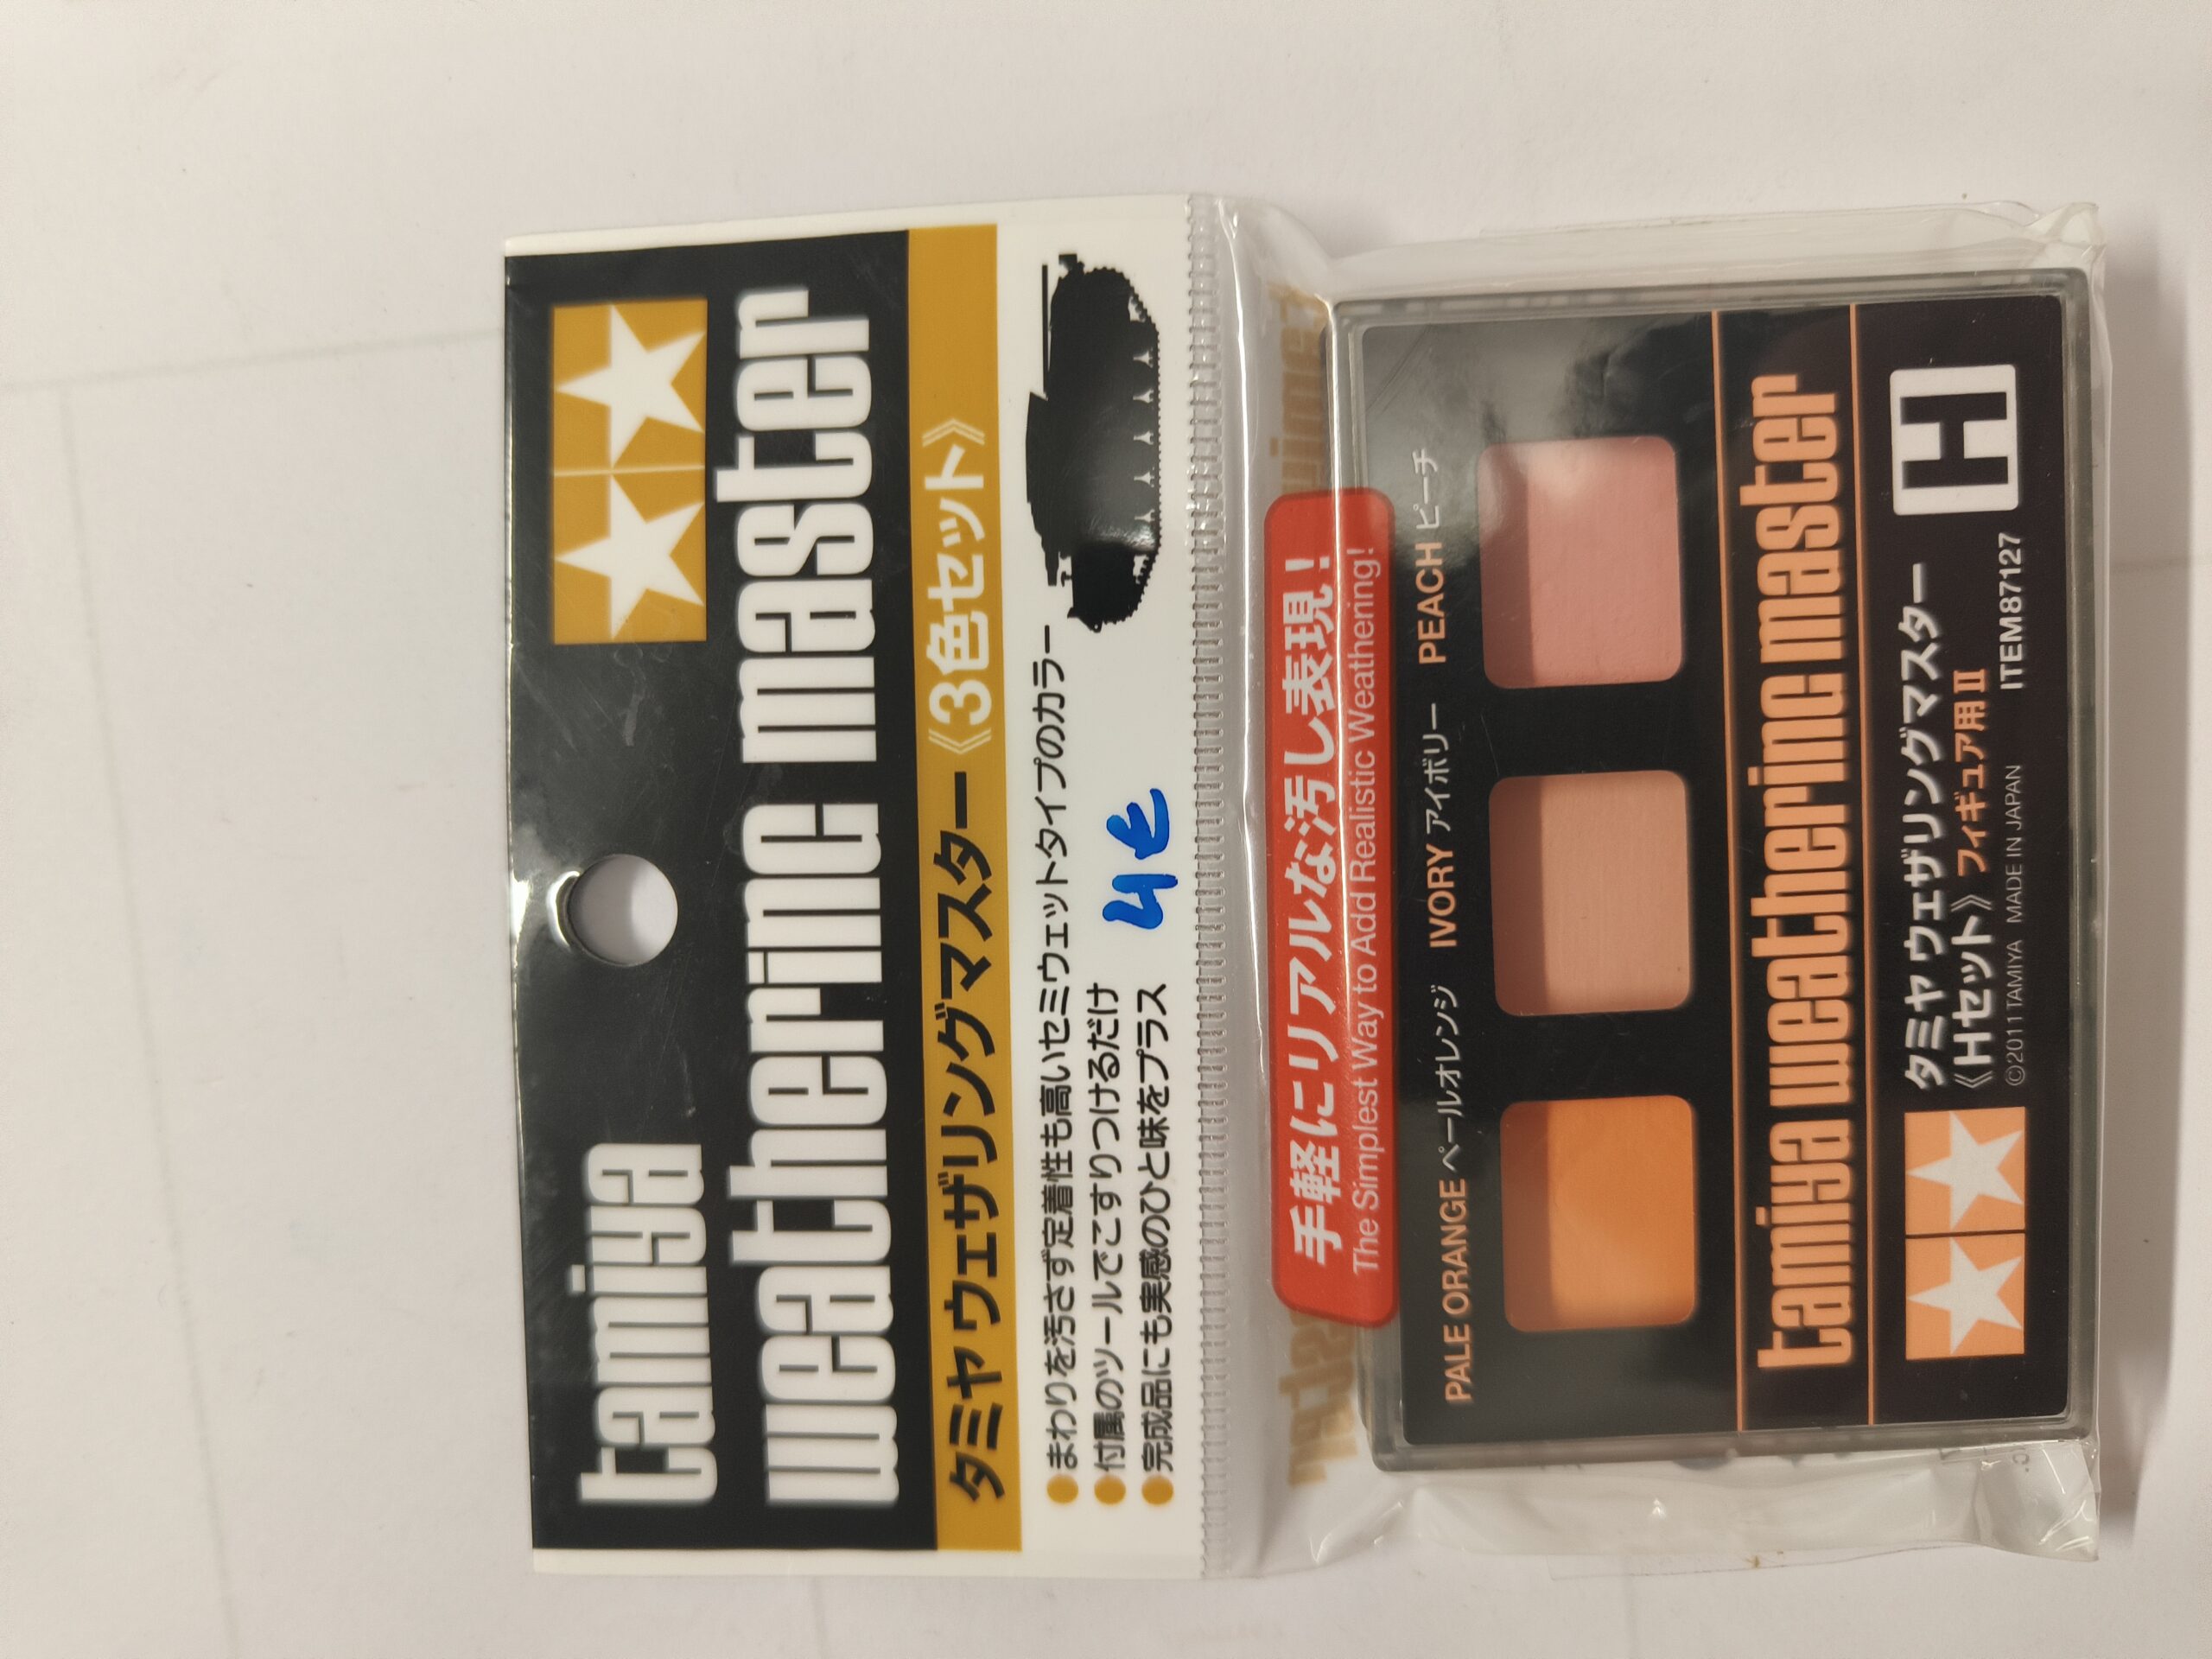 tamiya
weathering master
タミヤ ウェザリングマスター《3色セット》
●まわりを汚さず定着性も高いセミウェットタイプのカラー
●付属のツールでこすりつけるだけ
●完成品にも実感のひと味をプラス
4€
手軽にリアルな汚し表現！
The Simplest Way to Add Realistic Weathering!
PALE ORANGE ペールオレンジ IVORY アイボリー PEACH ピーチ
tamiya weathering master
タミヤ ウェザリングマスター
《Hセット》フィギュア用Ⅱ
H
©2011 TAMIYA MADE IN JAPAN ITEM 87127